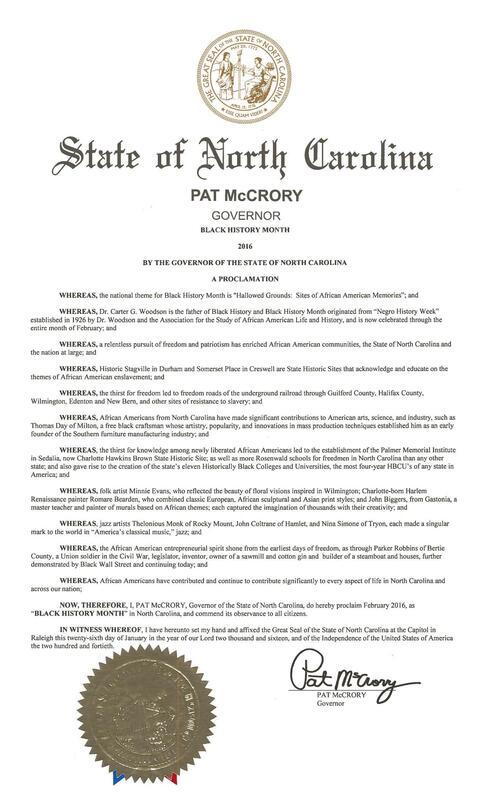 THE GREAT SEAL OF THE STATE OF NORTH CAROLINA
MAY 20, 1775
APRIL 12, 1776
ESSE QUAM VIDERI
State of North Carolina
PAT McCRORY
GOVERNOR
BLACK HISTORY MONTH
2016
BY THE GOVERNOR OF THE STATE OF NORTH CAROLINA
A PROCLAMATION
WHEREAS, the national theme for Black History Month is "Hallowed Grounds: Sites of African American Memories"; and
WHEREAS, Dr. Carter G. Woodson is the father of Black History and Black History Month originated from "Negro History Week"
established in 1926 by Dr. Woodson and the Association for the Study of African American Life and History, and is now celebrated through the
entire month of February; and
WHEREAS, a relentless pursuit of freedom and patriotism has enriched African American communities, the State of North Carolina and
the nation at large; and
WHEREAS, Historic Stagville in Durham and Somerset Place in Creswell are State Historic Sites that acknowledge and educate on the
themes of African American enslavement; and
WHEREAS, the thirst for freedom led to freedom roads of the underground railroad through Guilford County, Halifax County,
Wilmington, Edenton and New Bern, and other sites of resistance to slavery; and
WHEREAS, African Americans from North Carolina have made significant contributions to American arts, science, and industry, such as
Thomas Day of Milton, a free black craftsman whose artistry, popularity, and innovations in mass production techniques established him as an early
founder of the Southern furniture manufacturing industry; and
WHEREAS, the thirst for knowledge among newly liberated African Americans led to the establishment of the Palmer Memorial Institute
in Sedalia, now Charlotte Hawkins Brown State Historic Site; as well as more Rosenwald schools for freedmen in North Carolina than any other
state; and also gave rise to the creation of the state's eleven Historically Black Colleges and Universities, the most four-year HBCU's of any state in
America; and
WHEREAS, folk artist Minnie Evans, who reflected the beauty of floral visions inspired in Wilmington; Charlotte-born Harlem
Renaissance painter Romare Bearden, who combined classic European, African sculptural and Asian print styles; and John Biggers, from Gastonia, a
master teacher and painter of murals based on African themes; each captured the imagination of thousands with their creativity; and
WHEREAS, jazz artists Thelonious Monk of Rocky Mount, John Coltrane of Hamlet, and Nina Simone of Tryon, each made a singular
mark to the world in "America's classical music," jazz; and
WHEREAS, the African American entrepreneurial spirit shone from the earliest days of freedom, as through Parker Robbins of Bertie
County, a Union soldier in the Civil War, legislator, inventor, owner of a sawmill and cotton gin and builder of a steamboat and houses, further
demonstrated by Black Wall Street and continuing today; and
WHEREAS, African Americans have contributed and continue to contribute significantly to every aspect of life in North Carolina and
across our nation;
NOW, THEREFORE, I, PAT McCRORY, Governor of the State of North Carolina, do hereby proclaim February 2016, as
"BLACK HISTORY MONTH" in North Carolina, and commend its observance to all citizens.
IN WITNESS WHEREOF, I have hereunto set my hand and affixed the Great Seal of the State of North Carolina at the Capitol in
Raleigh this twenty-sixth day of January in the year of our Lord two thousand and sixteen, and of the Independence of the United States of America
the two hundred and fortieth.
Pat McCrory
PAT McCRORY
Governor